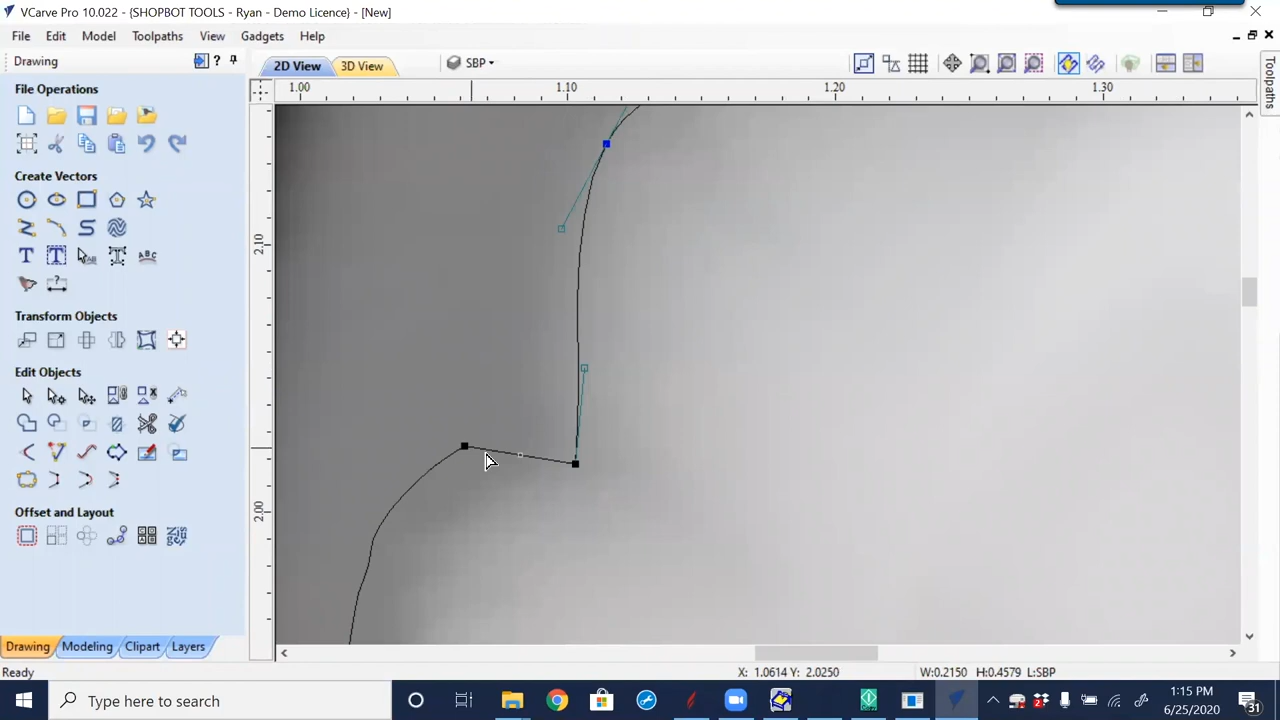 VCarve Pro 10.022 - {SHOPBOT TOOLS - Ryan - Demo Licence} - [New]
File Edit Model Toolpaths View Gadgets Help
Drawing ?
2D View 3D View SBP
File Operations
Create Vectors
T T T ABC
?
Transform Objects
Edit Objects
Offset and Layout
Drawing Modeling Clipart Layers
1.00 1.10 1.20 1.30
2.10
2.00
Toolpaths
Ready X: 1.0614 Y: 2.0250 W:0.2150 H:0.4579 L:SBP
Type here to search
1:15 PM
6/25/2020
31